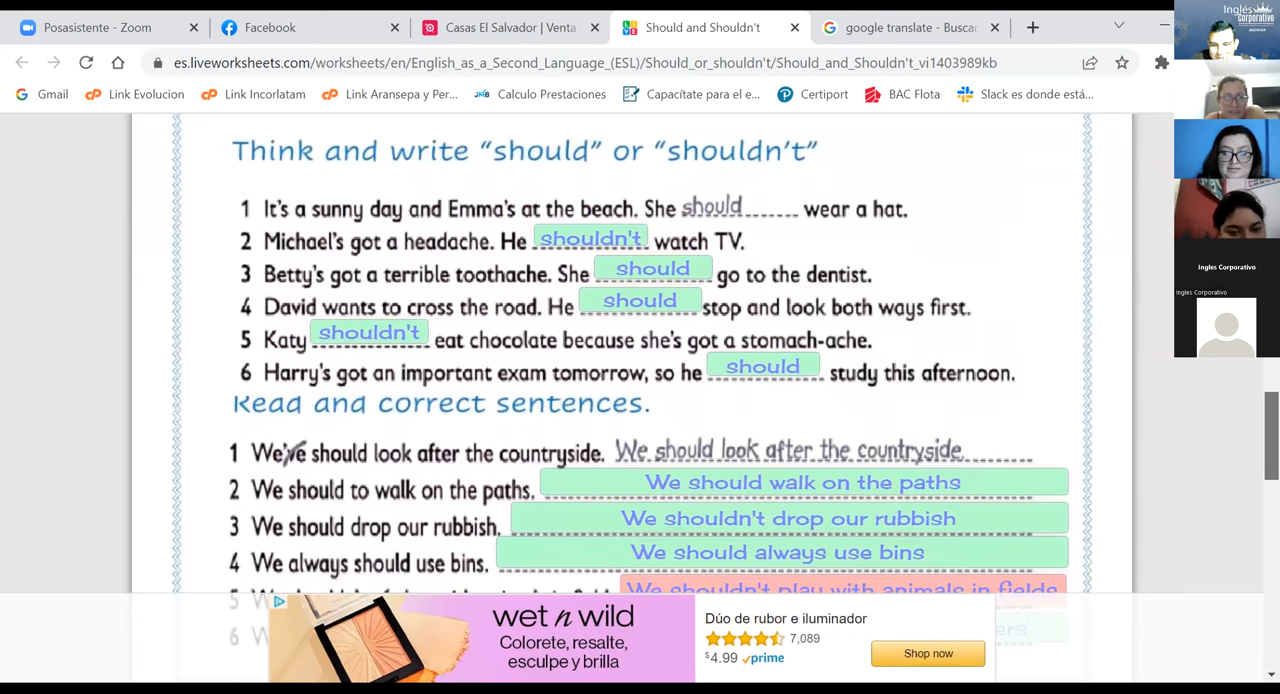 Posasistente - Zoom
Facebook
Casas El Salvador | Venta
Should and Shouldn't
google translate - Buscar
es.liveworksheets.com/worksheets/en/English_as_a_Second_Language_(ESL)/Should_or_shouldn't/Should_and_Shouldn't_vi1403989kb
Gmail
Link Evolucion
Link Incorlatam
Link Aransepa y Per...
Calculo Prestaciones
Capacítate para el e...
Certiport
BAC Flota
Slack es donde está...
Inglés
Corporativo
Ingles Corporativo
Ingles Corporativo
Think and write "should" or "shouldn't"
1 It's a sunny day and Emma's at the beach. She should wear a hat.
2 Michael's got a headache. He shouldn't watch TV.
3 Betty's got a terrible toothache. She should go to the dentist.
4 David wants to cross the road. He should stop and look both ways first.
5 Katy shouldn't eat chocolate because she's got a stomach-ache.
6 Harry's got an important exam tomorrow, so he should study this afternoon.
Read and correct sentences.
1 We've should look after the countryside. We should look after the countryside.
2 We should to walk on the paths. We should walk on the paths
3 We should drop our rubbish. We shouldn't drop our rubbish
4 We always should use bins. We should always use bins
5 We shouldn't play with animals in fields
6
wet n wild
Colorete, resalte,
esculpe y brilla
Dúo de rubor e iluminador
7,089
$4.99 prime
Shop now